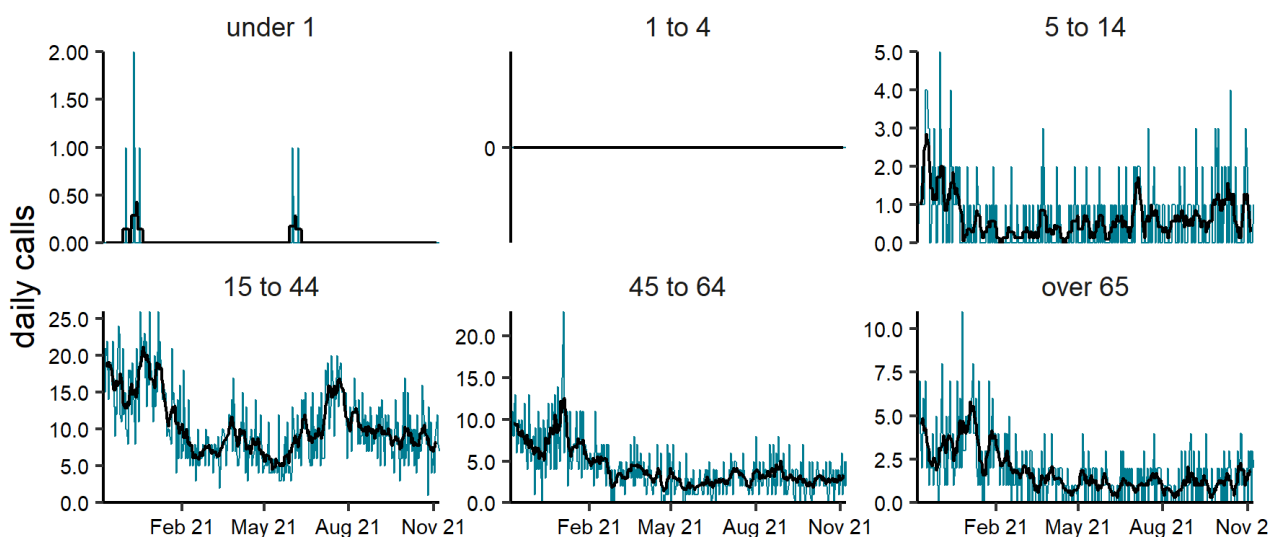 under 1
1 to 4
5 to 14
2.00
1.50
1.00
0.50
0.00
0
5.0
4.0
3.0
2.0
1.0
0.0
daily calls
15 to 44
45 to 64
over 65
25.0
20.0
15.0
10.0
5.0
0.0
20.0
15.0
10.0
5.0
0.0
10.0
7.5
5.0
2.5
0.0
Feb 21 May 21 Aug 21 Nov 21
Feb 21 May 21 Aug 21 Nov 21
Feb 21 May 21 Aug 21 Nov 2